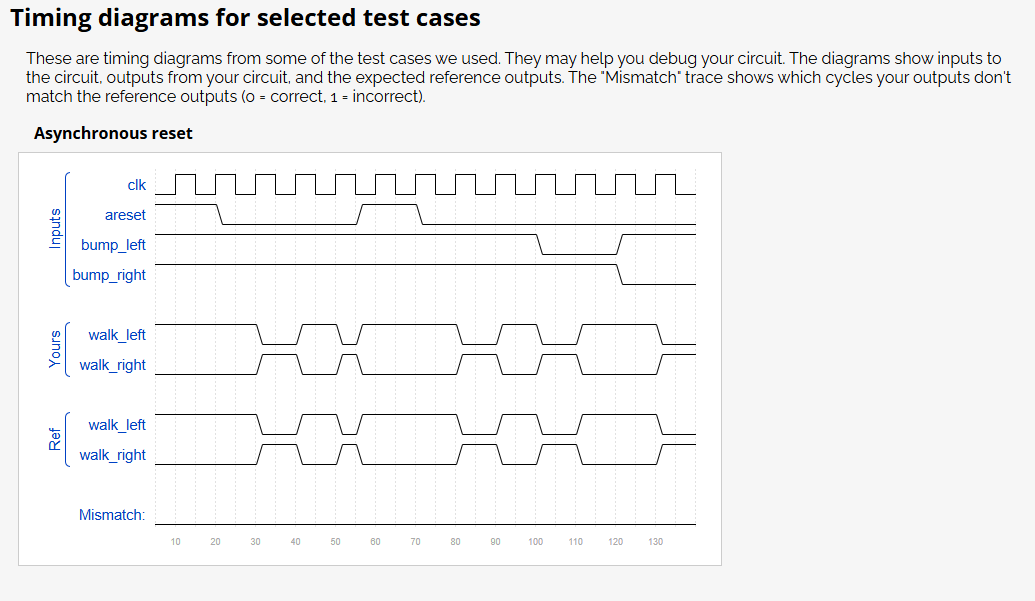 Timing diagrams for selected test cases
These are timing diagrams from some of the test cases we used. They may help you debug your circuit. The diagrams show inputs to
the circuit, outputs from your circuit, and the expected reference outputs. The "Mismatch" trace shows which cycles your outputs don't
match the reference outputs (0 = correct, 1 = incorrect).
Asynchronous reset
Inputs
clk
areset
bump_left
bump_right
Yours
walk_left
walk_right
Ref
walk_left
walk_right
Mismatch:
10 20 30 40 50 60 70 80 90 100 110 120 130